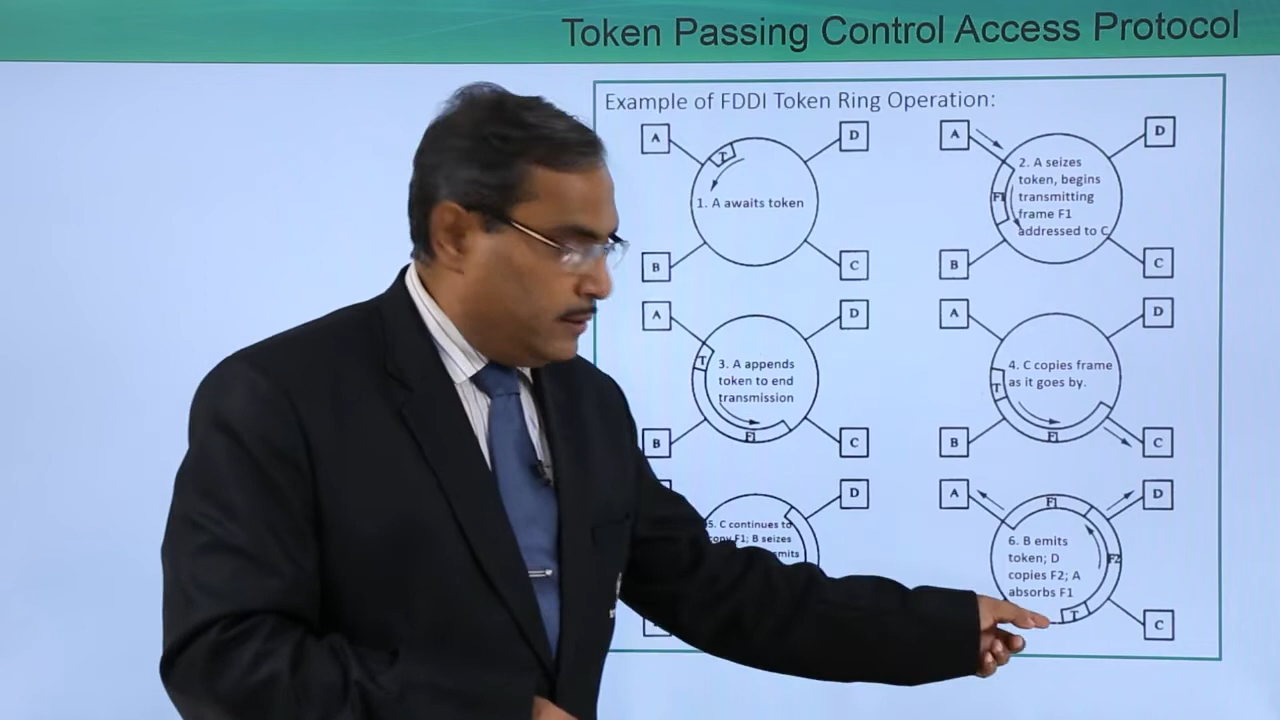 Token Passing Control Access Protocol
Example of FDDI Token Ring Operation:
A
D
T
1. A awaits token
B
C
A
D
2. A seizes
token, begins
transmitting
frame F1
addressed to C
F1
B
C
A
D
T
3. A appends
token to end
transmission
F1
B
C
A
D
4. C copies frame
as it goes by.
T
F1
B
C
D
5. C continues to
copy F1; B seizes
A
D
F1
6. B emits
token; D
copies F2; A
absorbs F1
F2
T
C